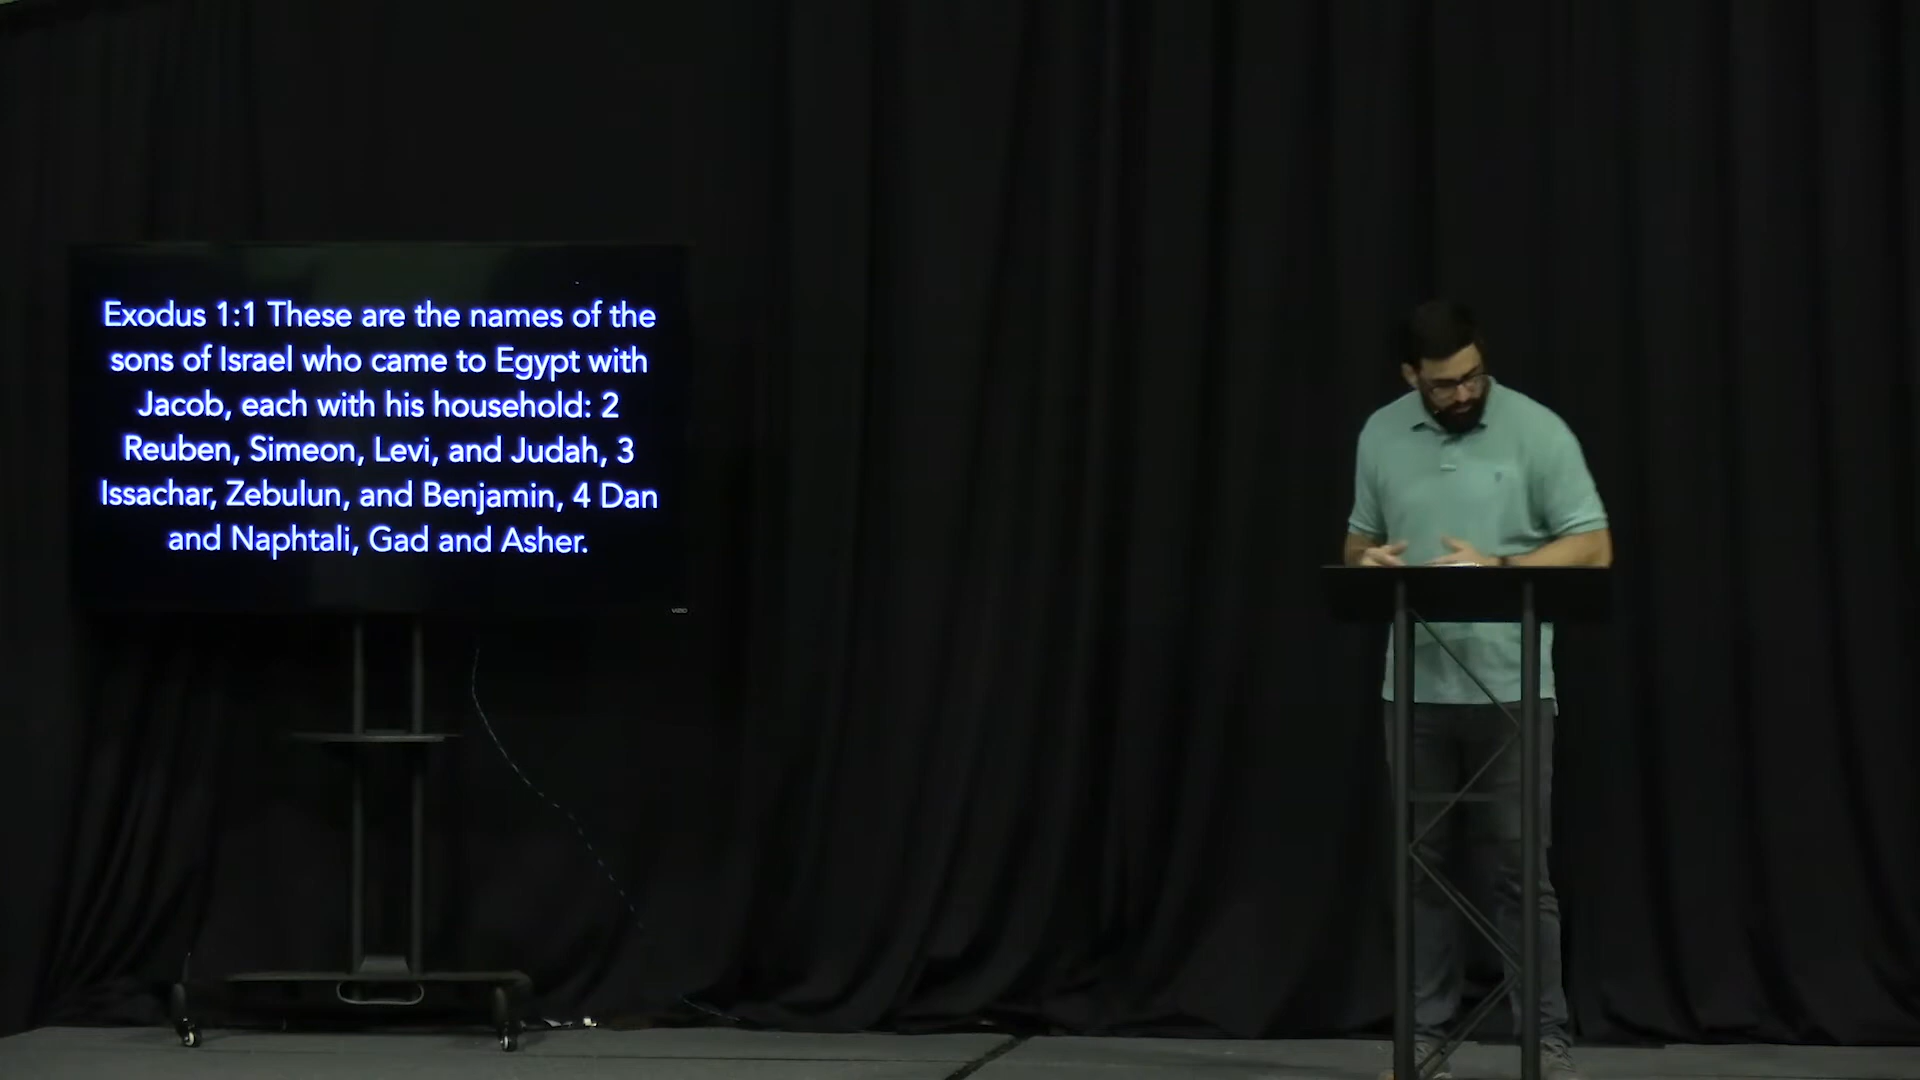 Exodus 1:1 These are the names of the
sons of Israel who came to Egypt with
Jacob, each with his household: 2
Reuben, Simeon, Levi, and Judah, 3
Issachar, Zebulun, and Benjamin, 4 Dan
and Naphtali, Gad and Asher.
VIZIO